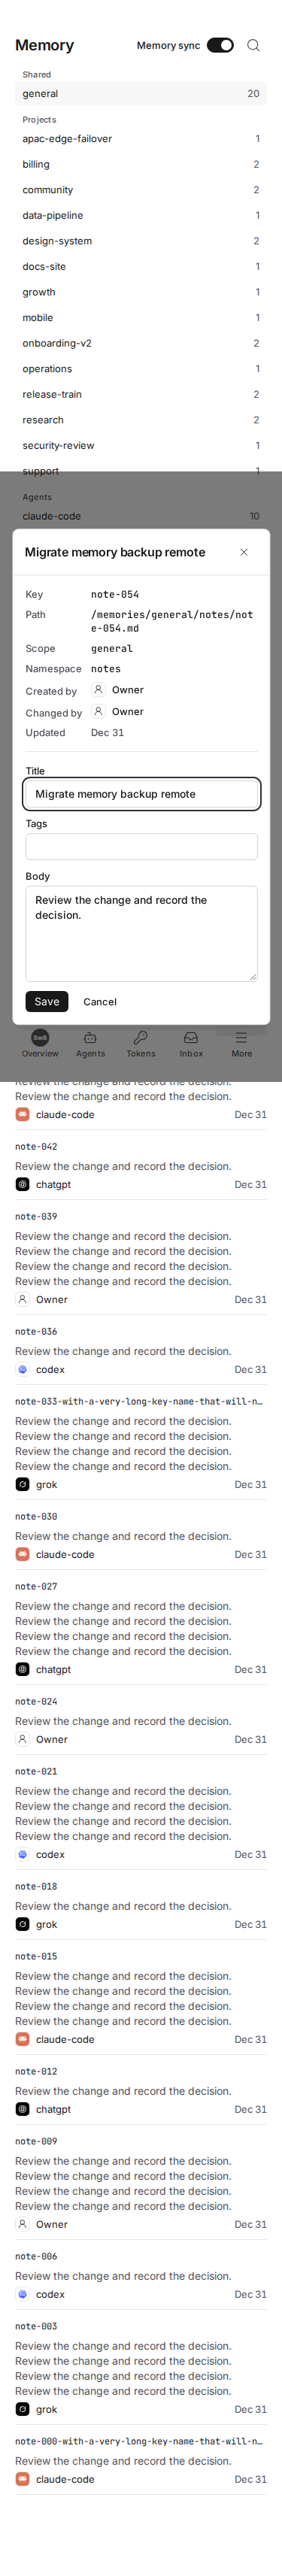 Memory
Memory sync
Shared
general 20
Projects
apac-edge-failover 1
billing 2
community 2
data-pipeline 1
design-system 2
docs-site 1
growth 1
mobile 1
onboarding-v2 2
operations 1
release-train 2
research 2
security-review 1
support 1
Agents
claude-code 10
Migrate memory backup remote
Key note-054
Path /memories/general/notes/not
e-054.md
Scope general
Namespace notes
Created by Owner
Changed by Owner
Updated Dec 31
Title
Migrate memory backup remote
Tags
Body
Review the change and record the
decision.
Save Cancel
Overview Agents Tokens Inbox More
Review the change and record the decision.
Review the change and record the decision.
claude-code Dec 31
note-042
Review the change and record the decision.
chatgpt Dec 31
note-039
Review the change and record the decision.
Review the change and record the decision.
Review the change and record the decision.
Review the change and record the decision.
Owner Dec 31
note-036
Review the change and record the decision.
codex Dec 31
note-033-with-a-very-long-key-name-that-will-n…
Review the change and record the decision.
Review the change and record the decision.
Review the change and record the decision.
Review the change and record the decision.
grok Dec 31
note-030
Review the change and record the decision.
claude-code Dec 31
note-027
Review the change and record the decision.
Review the change and record the decision.
Review the change and record the decision.
Review the change and record the decision.
chatgpt Dec 31
note-024
Review the change and record the decision.
Owner Dec 31
note-021
Review the change and record the decision.
Review the change and record the decision.
Review the change and record the decision.
Review the change and record the decision.
codex Dec 31
note-018
Review the change and record the decision.
grok Dec 31
note-015
Review the change and record the decision.
Review the change and record the decision.
Review the change and record the decision.
Review the change and record the decision.
claude-code Dec 31
note-012
Review the change and record the decision.
chatgpt Dec 31
note-009
Review the change and record the decision.
Review the change and record the decision.
Review the change and record the decision.
Review the change and record the decision.
Owner Dec 31
note-006
Review the change and record the decision.
codex Dec 31
note-003
Review the change and record the decision.
Review the change and record the decision.
Review the change and record the decision.
Review the change and record the decision.
grok Dec 31
note-000-with-a-very-long-key-name-that-will-n…
Review the change and record the decision.
claude-code Dec 31